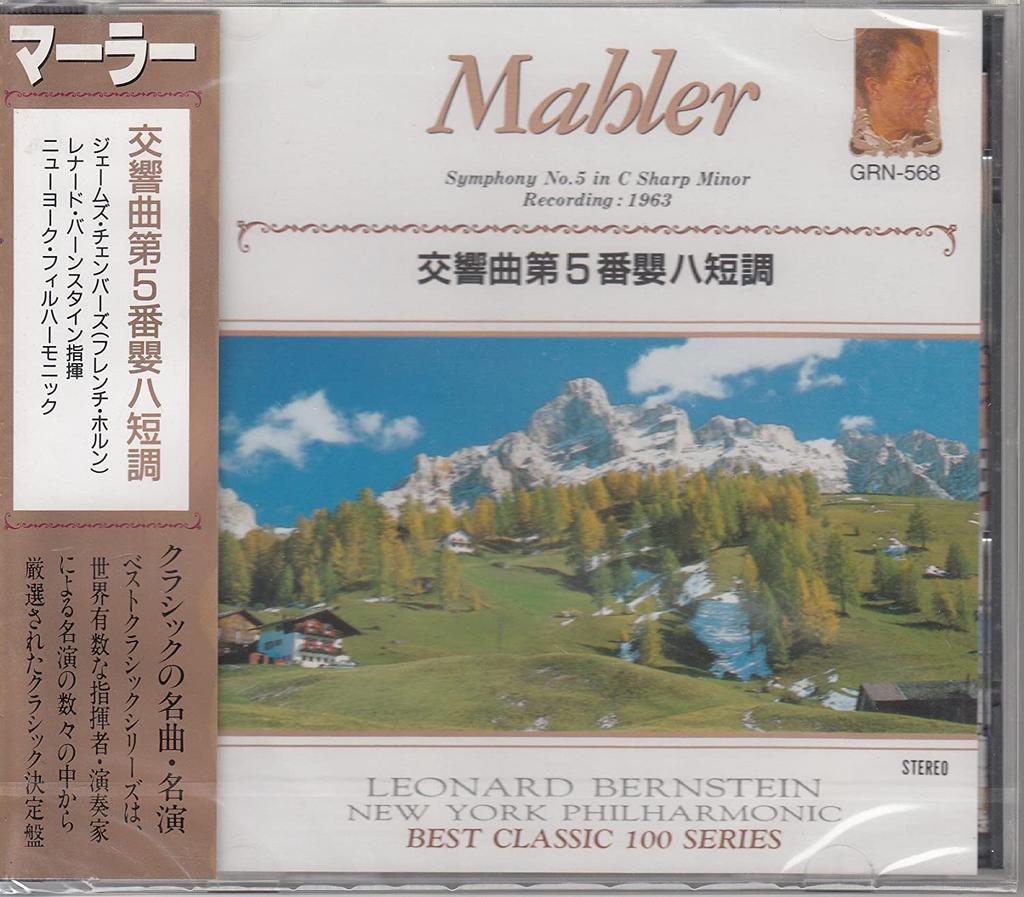 マーラー
交響曲第5番嬰ハ短調
ジェームズ・チェンバーズ(フレンチ・ホルン)
レナード・バーンスタイン指揮
ニューヨーク・フィルハーモニック
クラシックの名曲・名演
ベストクラシックシリーズは、
世界有数な指揮者・演奏家
による名演の数々の中から
厳選されたクラシック決定盤
Mahler
GRN-568
Symphony No.5 in C Sharp Minor
Recording : 1963
交響曲第5番嬰ハ短調
STEREO
LEONARD BERNSTEIN
NEW YORK PHILHARMONIC
BEST CLASSIC 100 SERIES